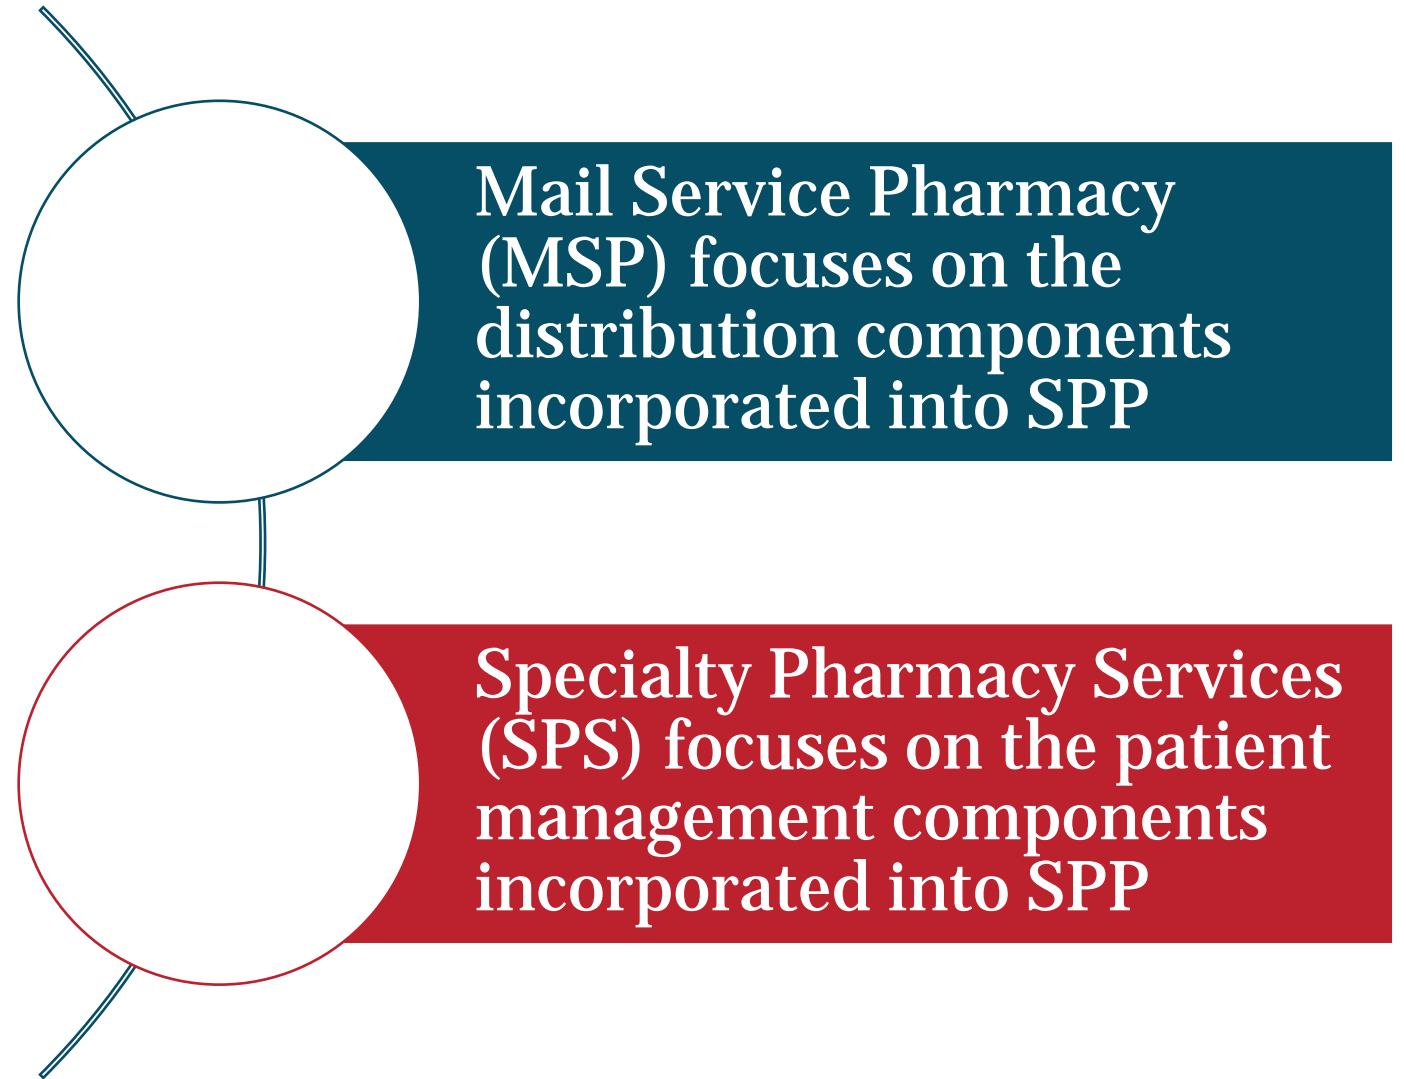 Mail Service Pharmacy
(MSP) focuses on the
distribution components
incorporated into SPP
Specialty Pharmacy Services
(SPS) focuses on the patient
management components
incorporated into SPP